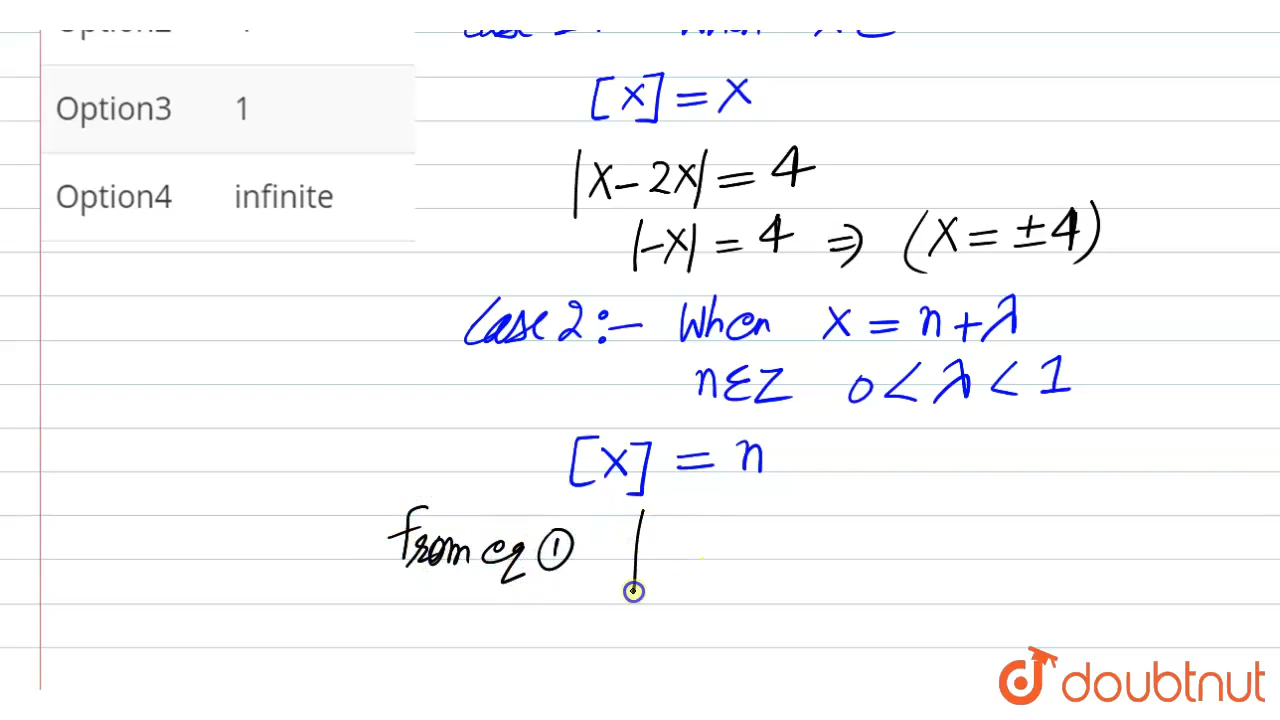 Option3 1
Option4 infinite
[x] = x
|x - 2x| = 4
|-x| = 4 ⇒ (x = ±4)
Case 2:- When x = n + λ
n∈Z 0 < λ < 1
[x] = n
from eq ① |
doubtnut